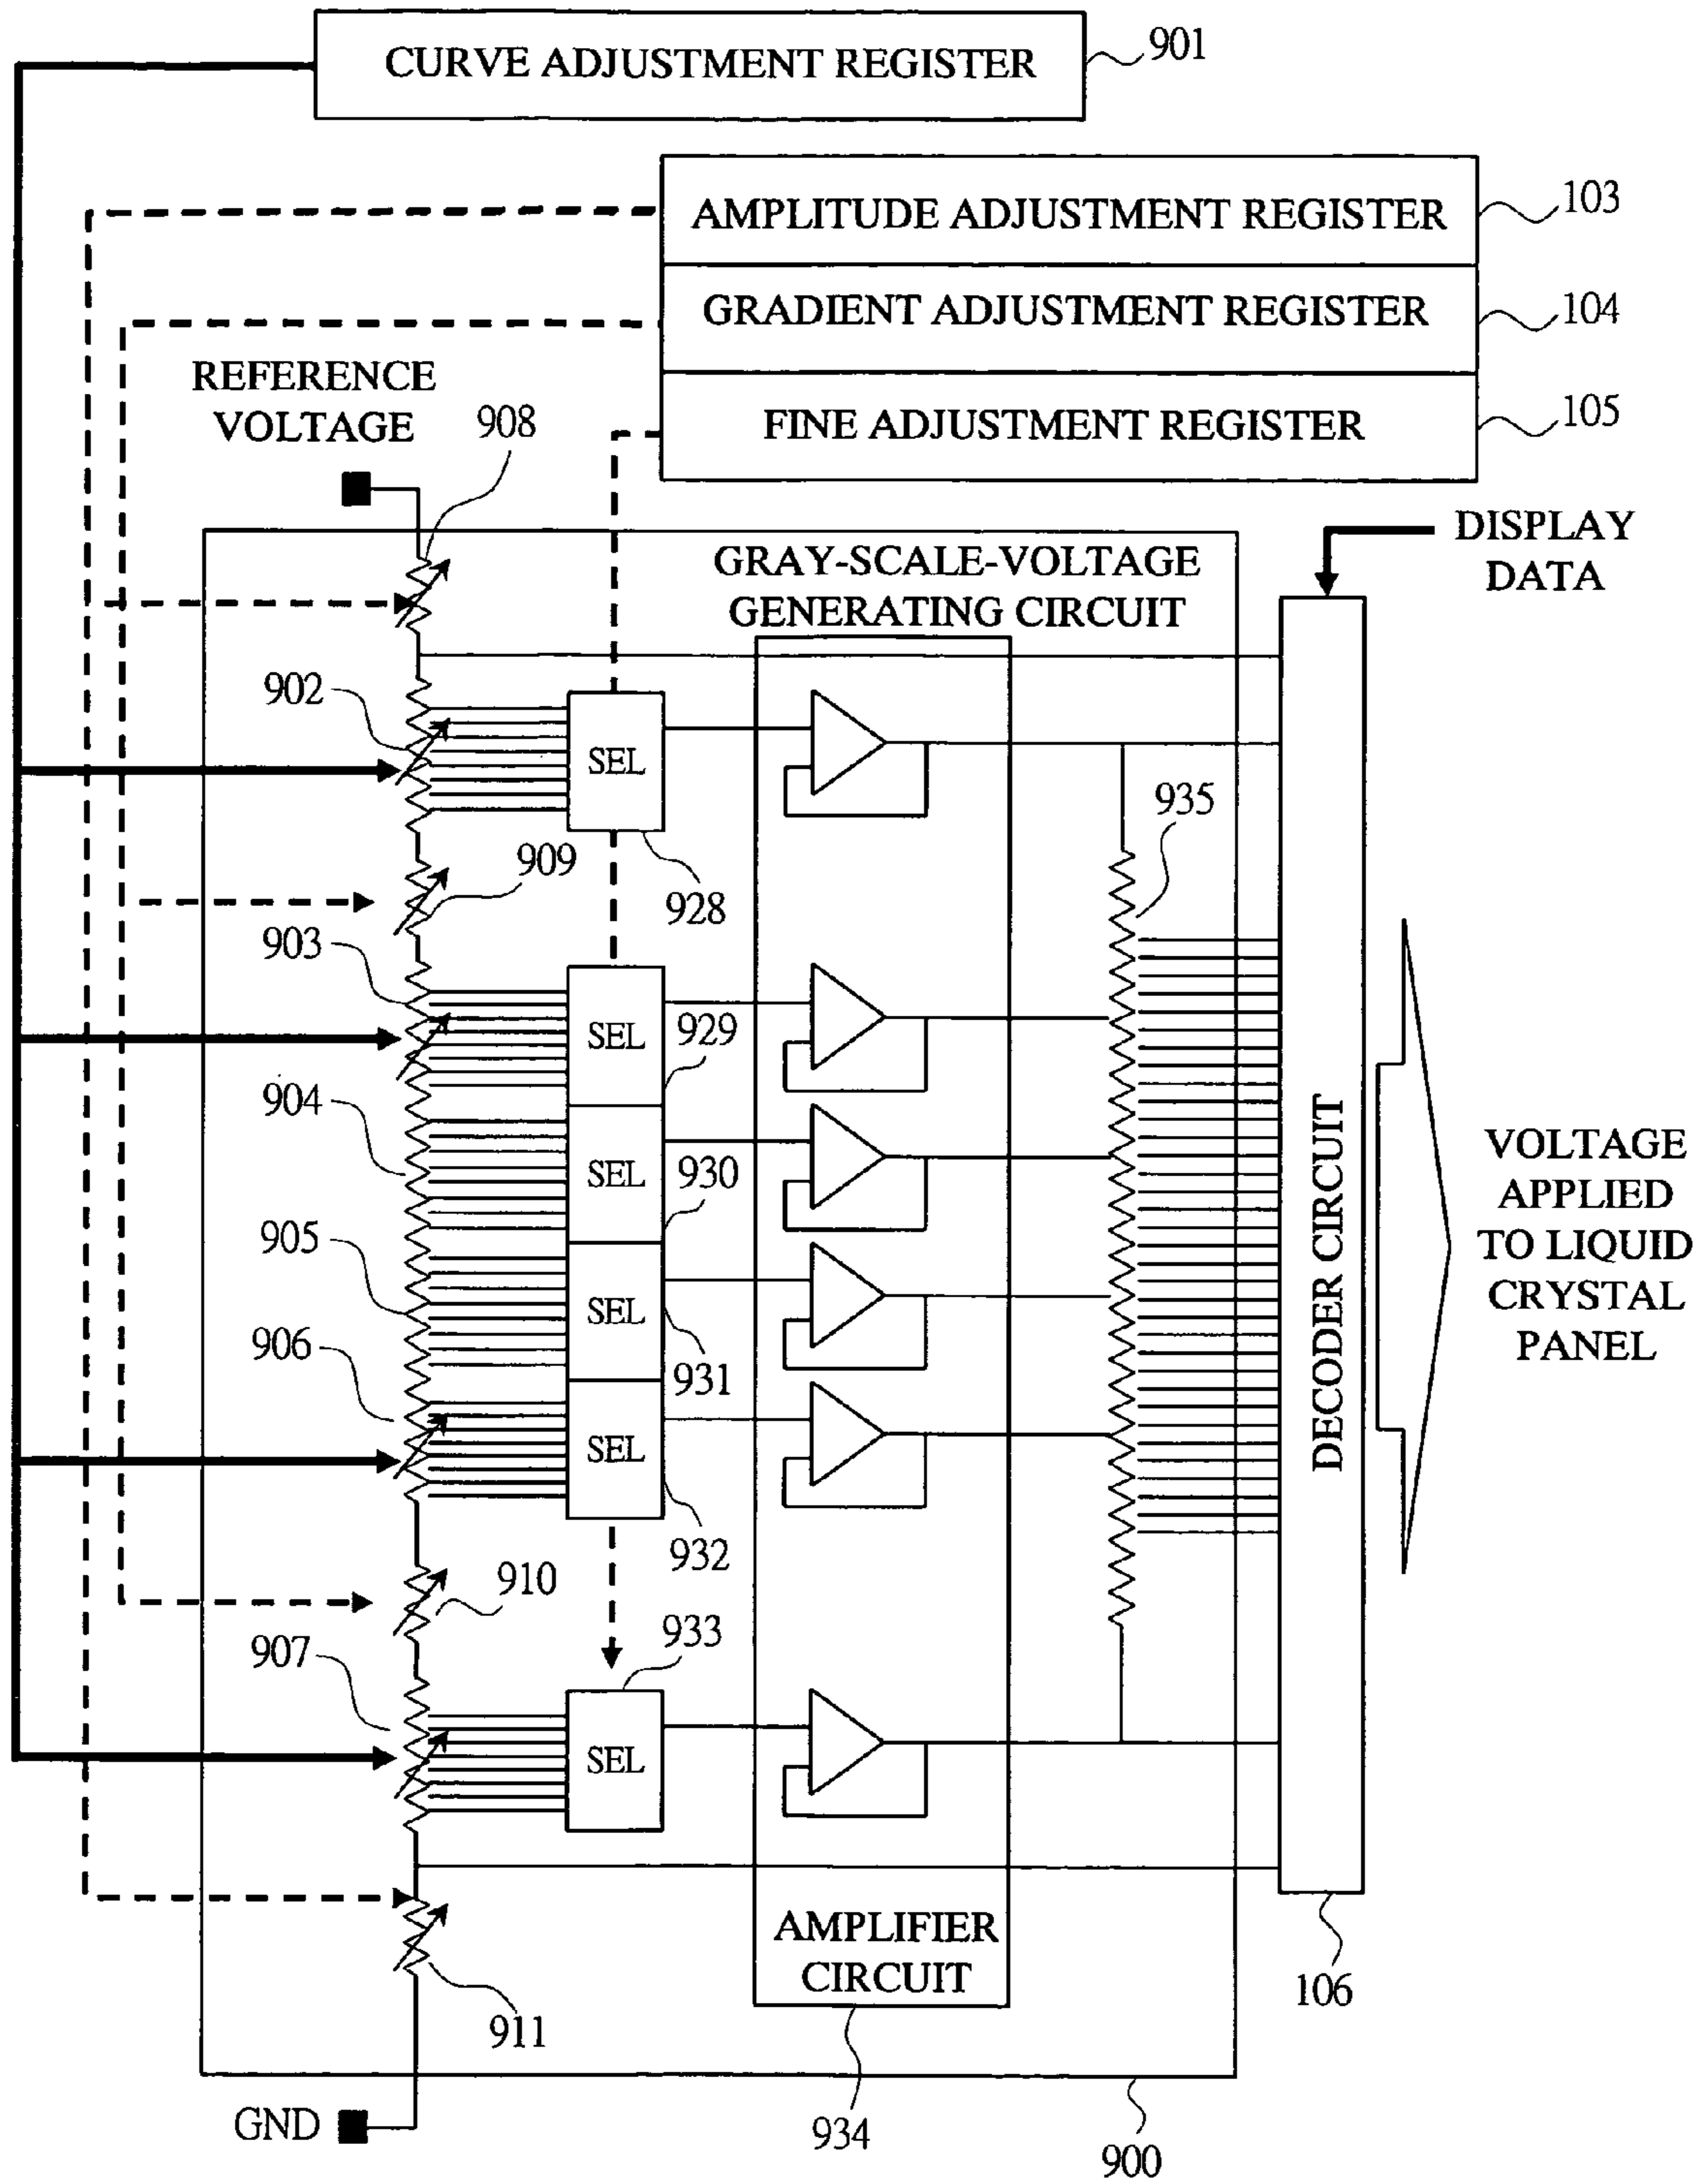 CURVE ADJUSTMENT REGISTER
901
AMPLITUDE ADJUSTMENT REGISTER
103
GRADIENT ADJUSTMENT REGISTER
104
FINE ADJUSTMENT REGISTER
105
REFERENCE
VOLTAGE
908
DISPLAY
DATA
GRAY-SCALE-VOLTAGE
GENERATING CIRCUIT
902
SEL
928
909
935
903
SEL
929
904
SEL
930
905
SEL
931
906
SEL
932
910
907
933
SEL
DECODER CIRCUIT
VOLTAGE
APPLIED
TO LIQUID
CRYSTAL
PANEL
AMPLIFIER
CIRCUIT
911
106
GND
934
900